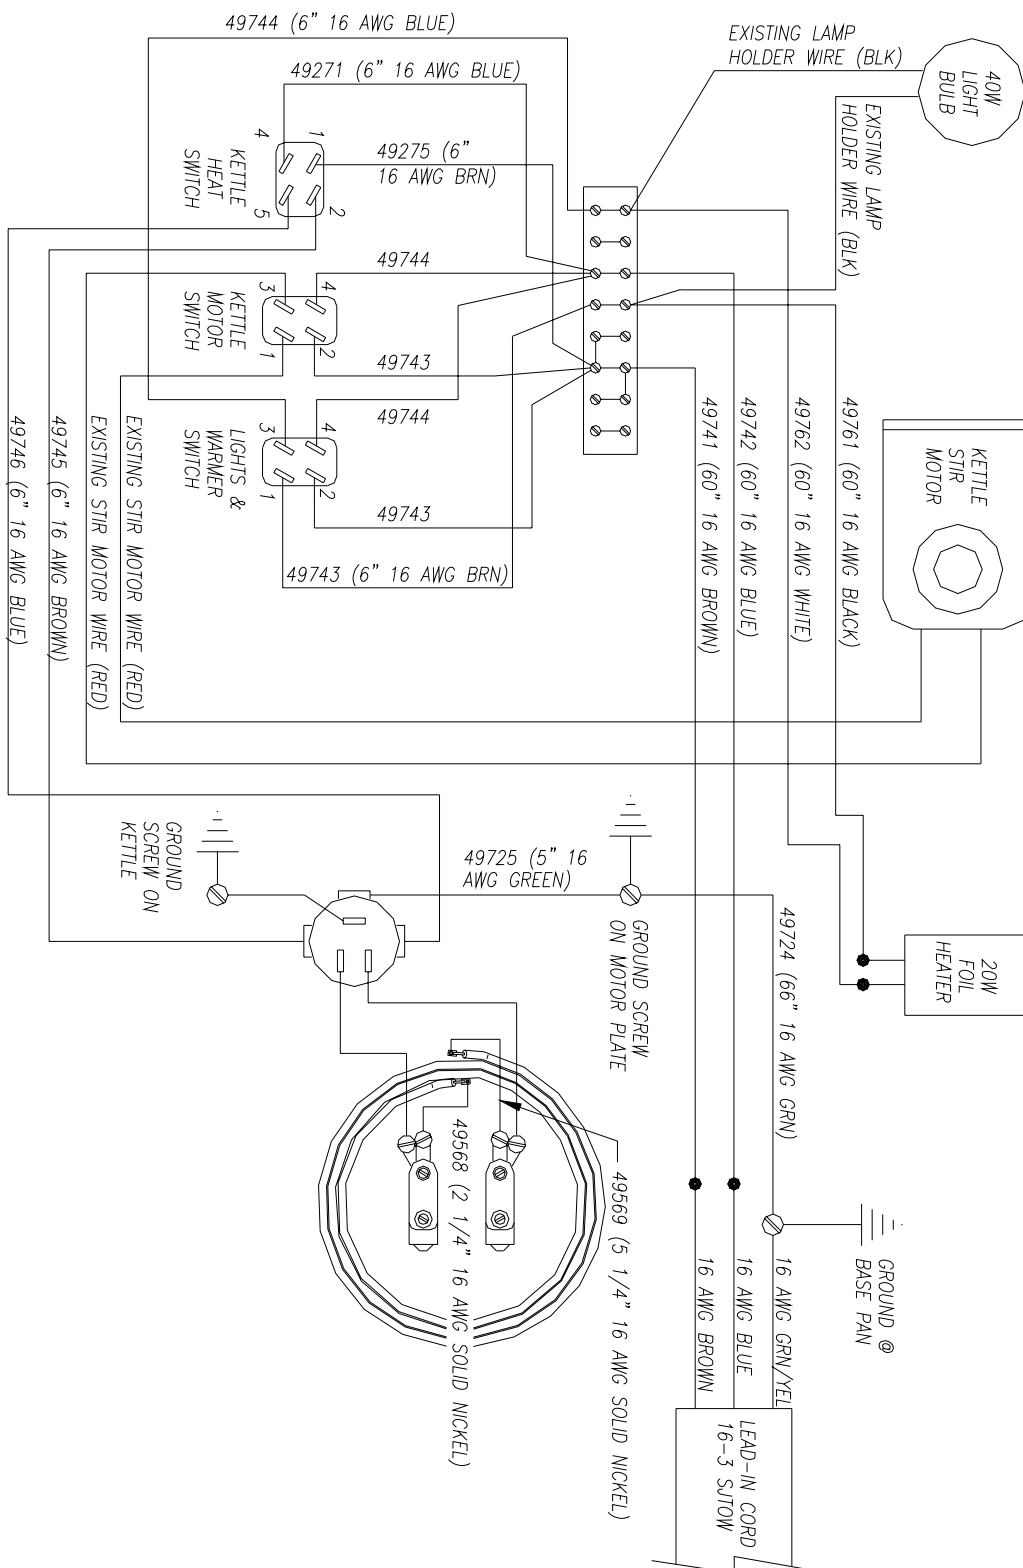 49744 (6" 16 AWG BLUE)
49271 (6" 16 AWG BLUE)
49275 (6"
16 AWG BRN)
EXISTING LAMP
HOLDER WIRE (BLK)
40W
LIGHT
BULB
EXISTING LAMP
HOLDER WIRE (BLK)
1
4
2
5
KETTLE
HEAT
SWITCH
49744
3
4
1
2
KETTLE
MOTOR
SWITCH
49743
49744
3
4
1
2
LIGHTS &
WARMER
SWITCH
49743
49743 (6" 16 AWG BRN)
49746 (6" 16 AWG BLUE)
49745 (6" 16 AWG BROWN)
EXISTING STIR MOTOR WIRE (RED)
EXISTING STIR MOTOR WIRE (RED)
49741 (60" 16 AWG BROWN)
49742 (60" 16 AWG BLUE)
49762 (60" 16 AWG WHITE)
49761 (60" 16 AWG BLACK)
KETTLE
STIR
MOTOR
GROUND
SCREW ON
KETTLE
49725 (5" 16
AWG GREEN)
GROUND SCREW
ON MOTOR PLATE
49724 (66" 16 AWG GRN)
20W
FOIL
HEATER
49568 (2 1/4" 16 AWG SOLID NICKEL)
49569 (5 1/4" 16 AWG SOLID NICKEL)
GROUND @
BASE PAN
16 AWG BROWN
16 AWG BLUE
16 AWG GRN/YEL
LEAD-IN CORD
16-3 SJTOW